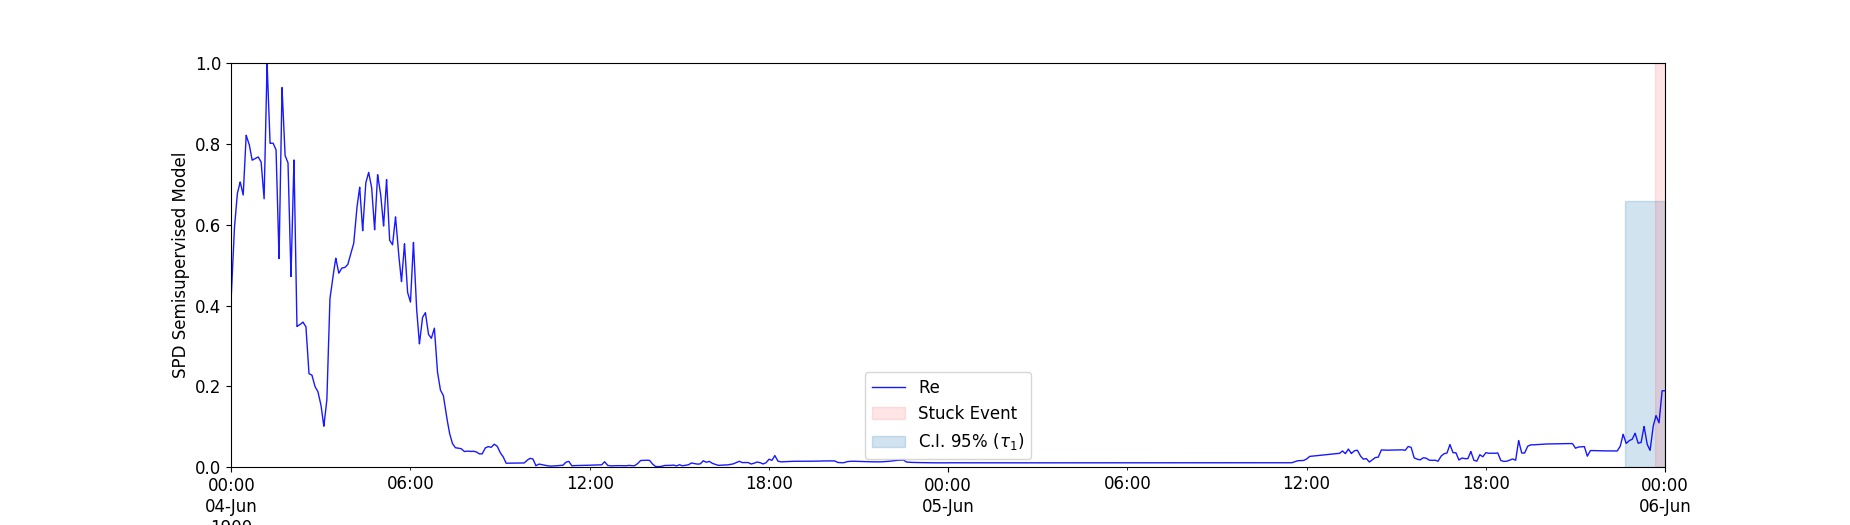 SPD Semisupervised Model
1.0
0.8
0.6
0.4
0.2
0.0
Re
Stuck Event
C.I. 95% (τ₁)
00:00 06:00 12:00 18:00 00:00 06:00 12:00 18:00 00:00
04-Jun 05-Jun 06-Jun
1900